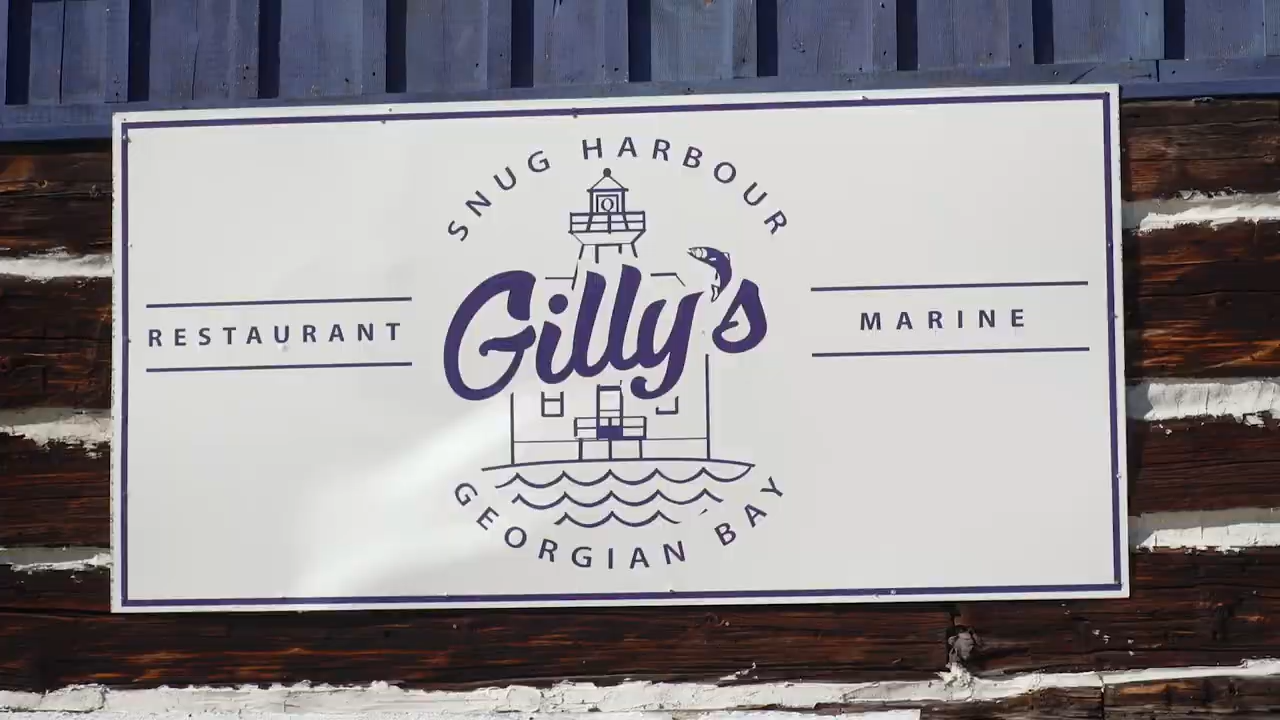 SNUG HARBOUR
Gilly's
RESTAURANT
MARINE
GEORGIAN BAY